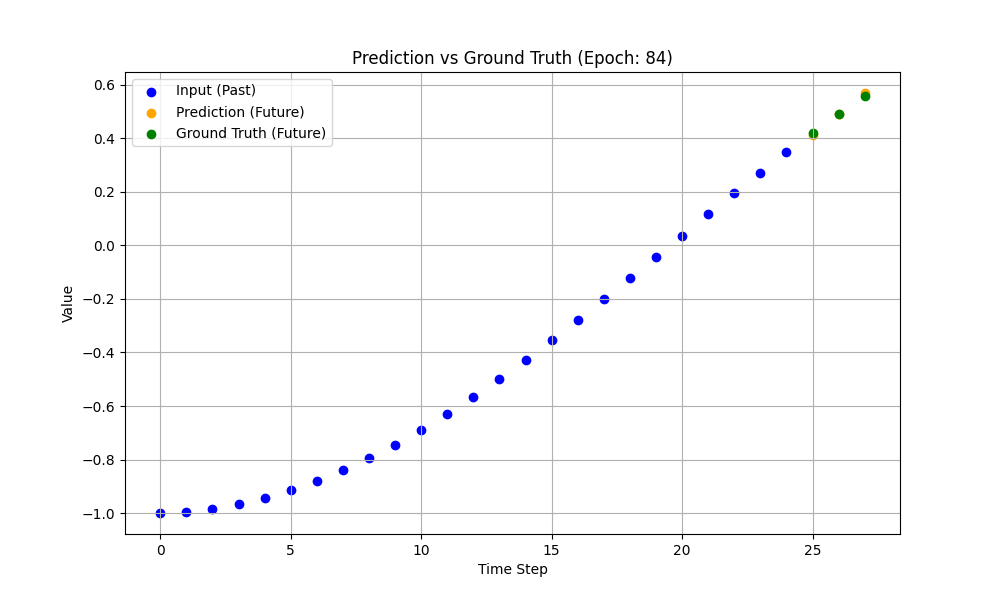 Prediction vs Ground Truth (Epoch: 84)
Input (Past)
Prediction (Future)
Ground Truth (Future)
Value
0.6
0.4
0.2
0.0
−0.2
−0.4
−0.6
−0.8
−1.0
0 5 10 15 20 25
Time Step